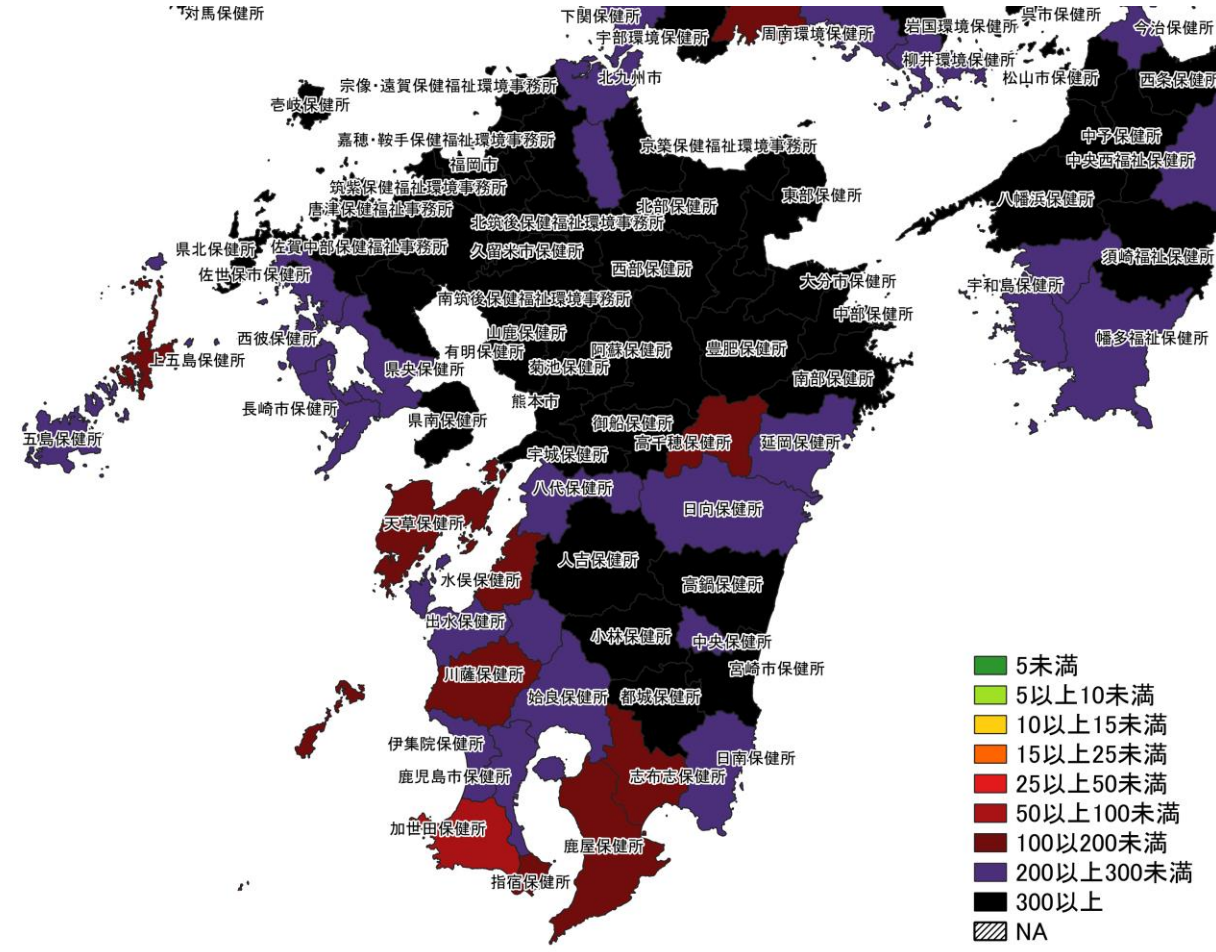 対馬保健所
下関保健所
呉市保健所
宇部環境保健所
周南環境保健所
岩国環境保健所
今治保健所
柳井環境保健所
宗像・遠賀保健福祉環境事務所
北九州市
松山市保健所
西条保健所
壱岐保健所
嘉穂・鞍手保健福祉環境事務所
京築保健福祉環境事務所
中予保健所
福岡市
中央西福祉保健所
筑紫保健福祉環境事務所
東部保健所
八幡浜保健所
唐津保健福祉事務所
北部保健所
北筑後保健福祉環境事務所
県北保健所
佐賀中部保健福祉事務所
久留米市保健所
須崎福祉保健所
佐世保市保健所
西部保健所
大分市保健所
宇和島保健所
南筑後保健福祉環境事務所
中部保健所
西彼保健所
山鹿保健所
幡多福祉保健所
上五島保健所
有明保健所
阿蘇保健所
豊肥保健所
県央保健所
菊池保健所
南部保健所
長崎市保健所
熊本市
県南保健所
御船保健所
五島保健所
高千穂保健所
延岡保健所
宇城保健所
八代保健所
日向保健所
天草保健所
人吉保健所
水俣保健所
高鍋保健所
出水保健所
小林保健所
中央保健所
川薩保健所
宮崎市保健所
姶良保健所
都城保健所
伊集院保健所
日南保健所
鹿児島市保健所
志布志保健所
加世田保健所
鹿屋保健所
指宿保健所
5未満
5以上10未満
10以上15未満
15以上25未満
25以上50未満
50以上100未満
100以200未満
200以上300未満
300以上
NA